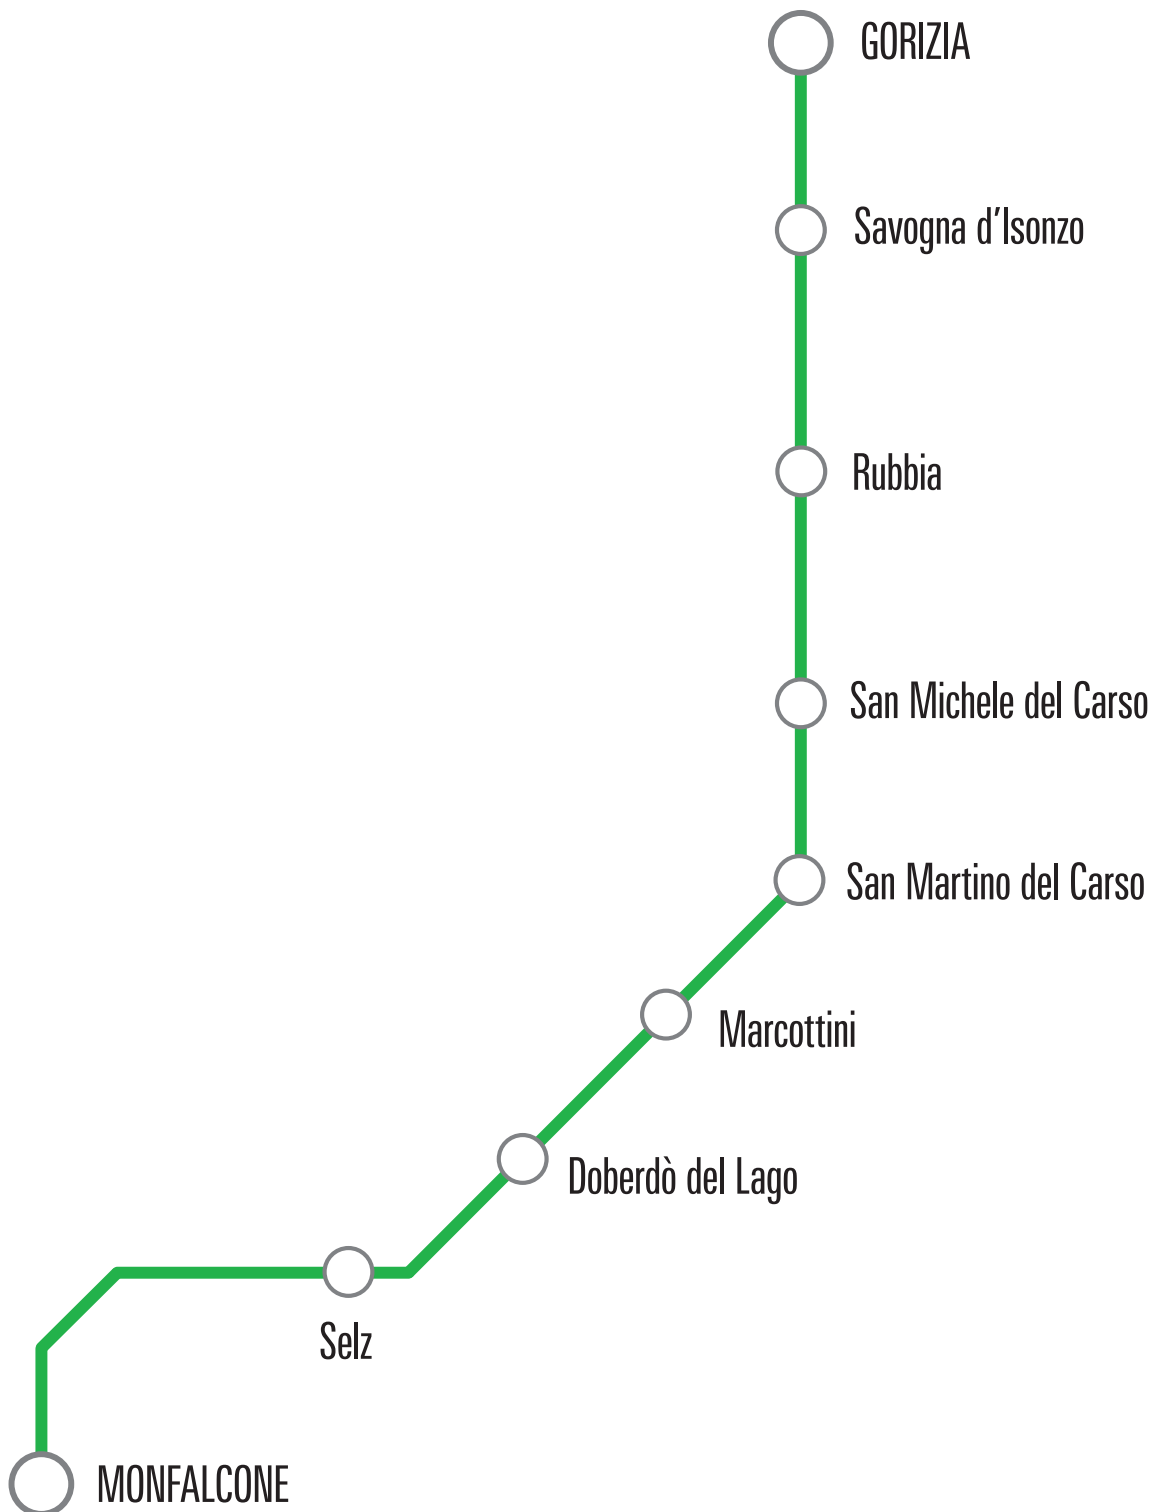 GORIZIA
Savogna d'Isonzo
Rubbia
San Michele del Carso
San Martino del Carso
Marcottini
Doberdò del Lago
Selz
MONFALCONE